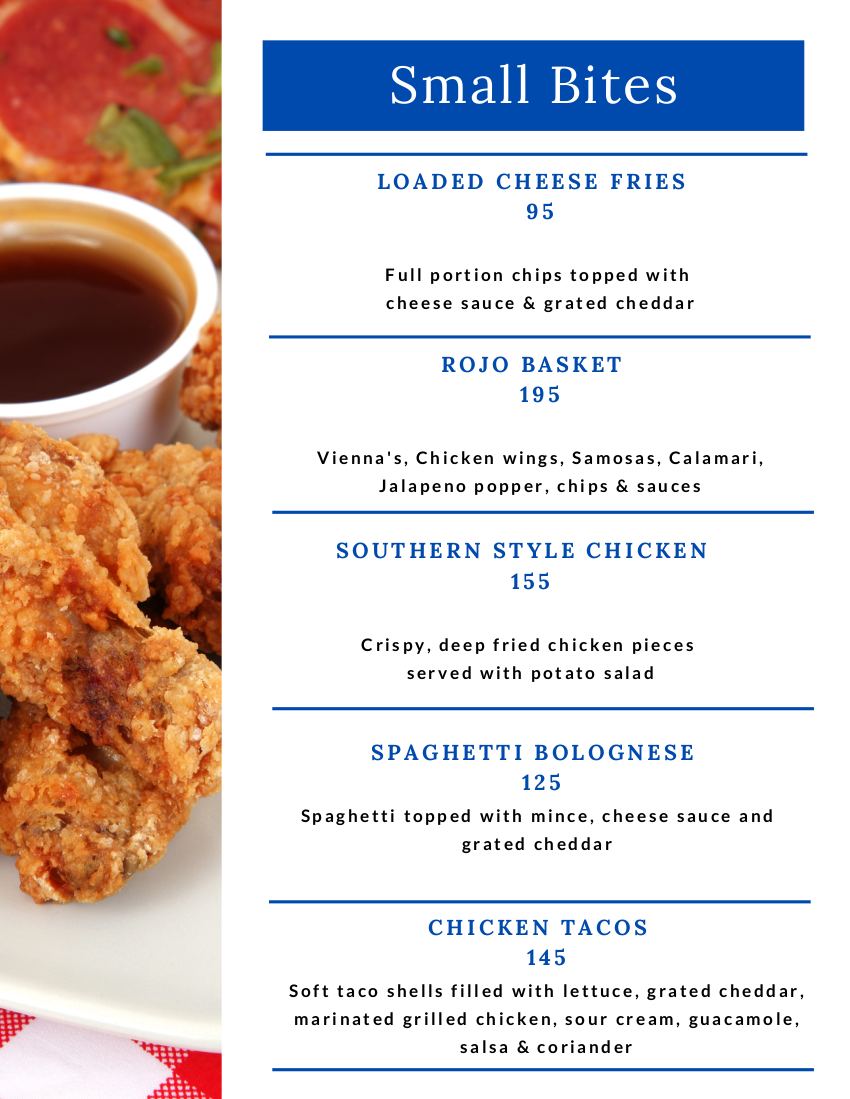 Small Bites
LOADED CHEESE FRIES
95
Full portion chips topped with
cheese sauce & grated cheddar
ROJO BASKET
195
Vienna's, Chicken wings, Samosas, Calamari,
Jalapeno popper, chips & sauces
SOUTHERN STYLE CHICKEN
155
Crispy, deep fried chicken pieces
served with potato salad
SPAGHETTI BOLOGNESE
125
Spaghetti topped with mince, cheese sauce and
grated cheddar
CHICKEN TACOS
145
Soft taco shells filled with lettuce, grated cheddar,
marinated grilled chicken, sour cream, guacamole,
salsa & coriander